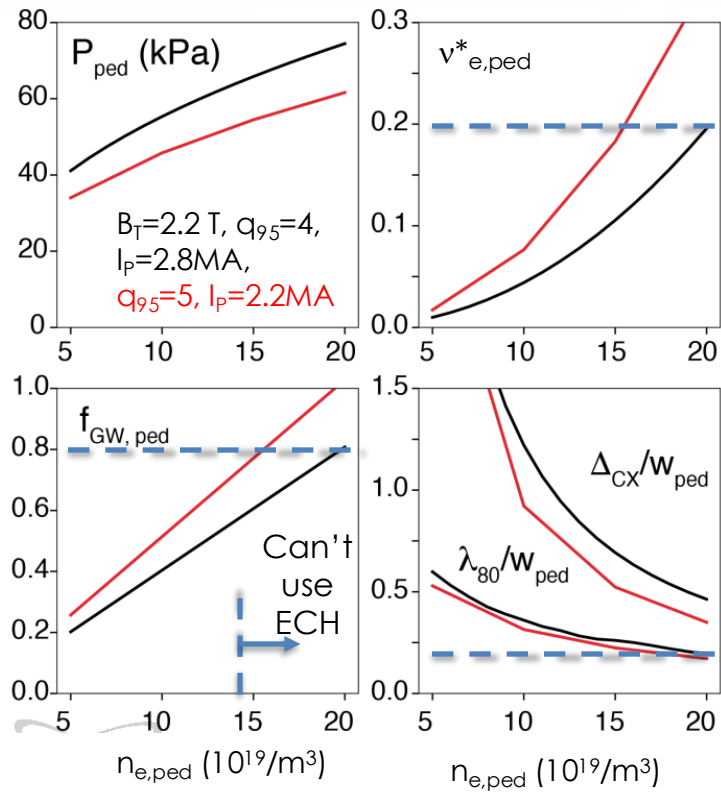 P_ped (kPa)
80
60
40
20
0
B_T=2.2 T, q_95=4,
I_P=2.8MA,
q_95=5, I_P=2.2MA
5 10 15 20
ν*_e,ped
0.3
0.2
0.1
0.0
5 10 15 20
f_GW, ped
1.0
0.8
0.6
0.4
0.2
0.0
Can't
use
ECH
5 10 15 20
n_e,ped (10^19/m^3)
1.5
1.0
0.5
0.0
Δ_CX/w_ped
λ_80/w_ped
5 10 15 20
n_e,ped (10^19/m^3)